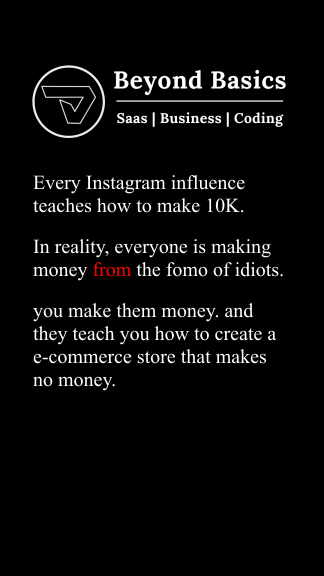 Beyond Basics
Saas | Business | Coding
Every Instagram influence
teaches how to make 10K.
In reality, everyone is making
money from the fomo of idiots.
you make them money. and
they teach you how to create a
e-commerce store that makes
no money.